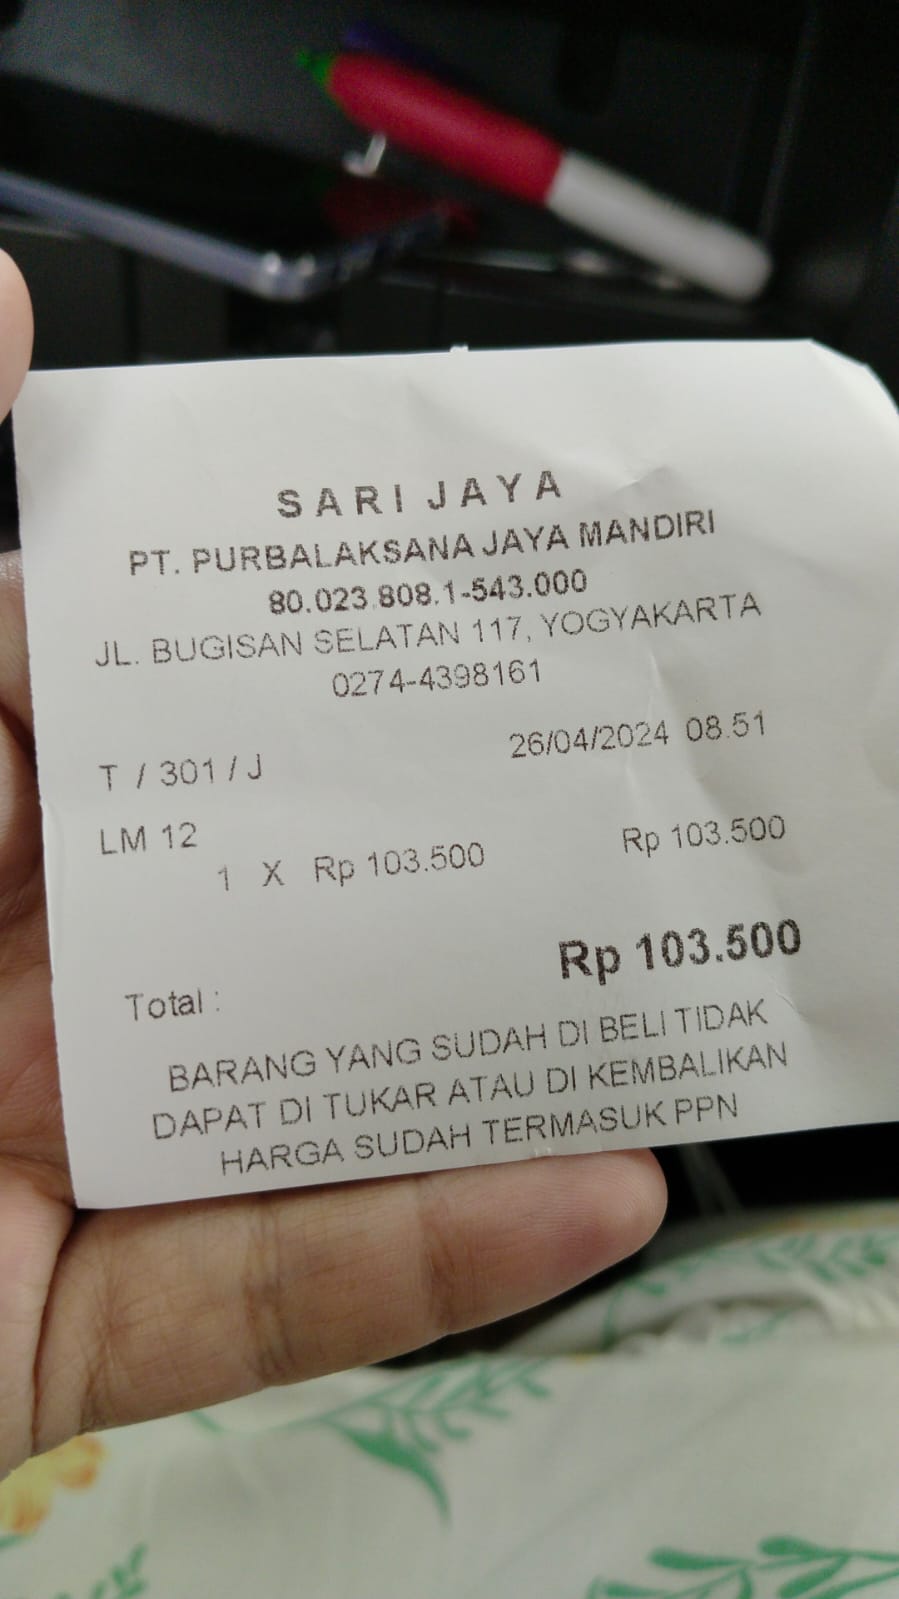 SARI JAYA
PT. PURBALAKSANA JAYA MANDIRI
80.023.808.1-543.000
JL. BUGISAN SELATAN 117, YOGYAKARTA
0274-4398161
T / 301 / J 26/04/2024 08.51
LM 12
1 X Rp 103.500 Rp 103.500
Total : Rp 103.500
BARANG YANG SUDAH DI BELI TIDAK
DAPAT DI TUKAR ATAU DI KEMBALIKAN
HARGA SUDAH TERMASUK PPN